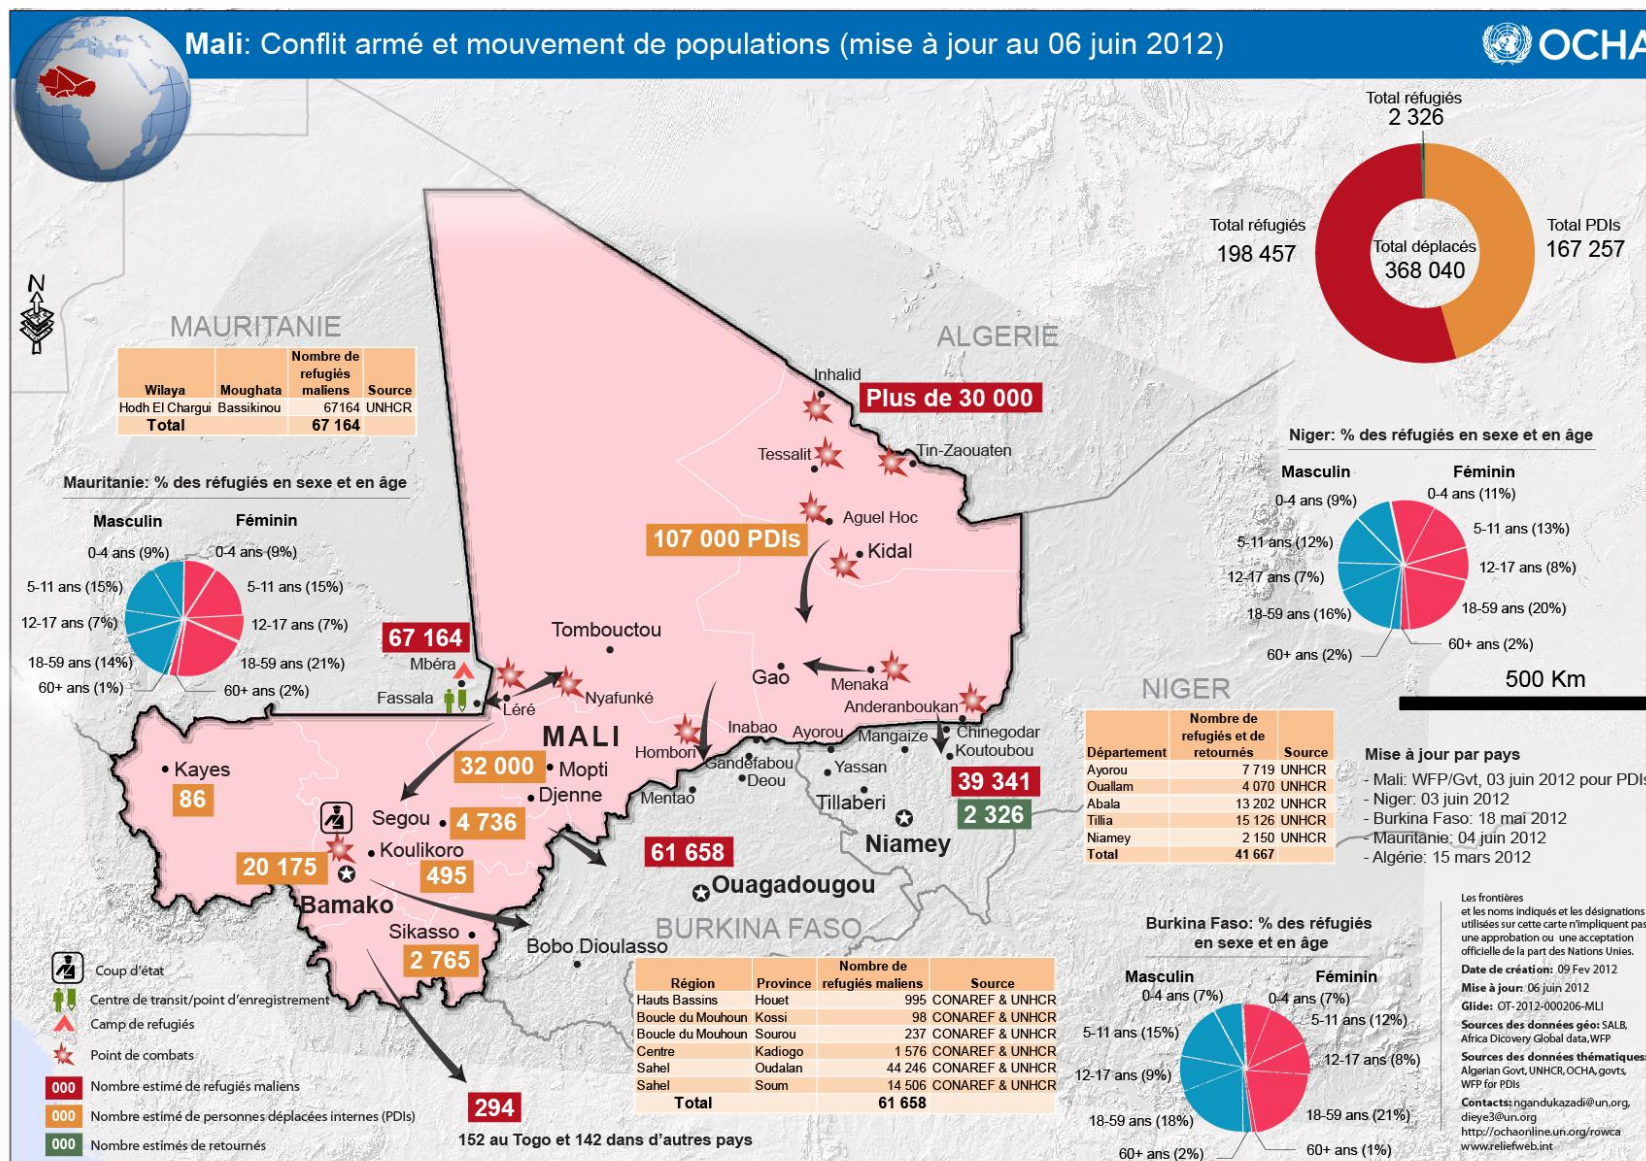 Mali: Conflit armé et mouvement de populations (mise à jour au 06 juin 2012)
OCHA
Total réfugiés
2 326
Total réfugiés
198 457
Total déplacés
368 040
Total PDIs
167 257
N
MAURITANIE
ALGERIE
Wilaya Moughata Nombre de refugiés maliens Source
Hodh El Chargui Bassikinou 67164 UNHCR
Total 67 164
Inhalid
Plus de 30 000
Tessalit
Tin-Zaouaten
Aguel Hoc
107 000 PDIs
Kidal
Mauritanie: % des réfugiés en sexe et en âge
Masculin Féminin
0-4 ans (9%) 0-4 ans (9%)
5-11 ans (15%) 5-11 ans (15%)
12-17 ans (7%) 12-17 ans (7%)
18-59 ans (14%) 18-59 ans (21%)
60+ ans (1%) 60+ ans (2%)
Niger: % des réfugiés en sexe et en âge
Masculin Féminin
0-4 ans (9%) 0-4 ans (11%)
5-11 ans (12%) 5-11 ans (13%)
12-17 ans (7%) 12-17 ans (8%)
18-59 ans (16%) 18-59 ans (20%)
60+ ans (2%) 60+ ans (2%)
500 Km
67 164
Mbéra
Fassala
Léré
Tombouctou
Nyafunké
Gao
Menaka
Anderanboukan
NIGER
MALI
Hombori
Inabao
Ayorou
Mangaize
Chinegodar
Koutoubou
Gandéfabou
Deou
Yassan
Mentao
Tillaberi
Niamey
39 341
2 326
Kayes
86
32 000
Mopti
Djenne
Segou
4 736
Koulikoro
495
20 175
Bamako
Sikasso
2 765
61 658
Ouagadougou
BURKINA FASO
Bobo Dioulasso
Département Nombre de refugiés et de retournés Source
Ayorou 7 719 UNHCR
Ouallam 4 070 UNHCR
Abala 13 202 UNHCR
Tillia 15 126 UNHCR
Niamey 2 150 UNHCR
Total 41 667
Mise à jour par pays
- Mali: WFP/Gvt, 03 juin 2012 pour PDIs
- Niger: 03 juin 2012
- Burkina Faso: 18 mai 2012
- Mauritanie: 04 juin 2012
- Algérie: 15 mars 2012
Coup d'état
Centre de transit/point d'enregistrement
Camp de refugiés
Point de combats
000 Nombre estimé de refugiés maliens
000 Nombre estimé de personnes déplacées internes (PDIs)
000 Nombre estimés de retournés
294
152 au Togo et 142 dans d'autres pays
Région Province Nombre de refugiés maliens Source
Hauts Bassins Houet 995 CONAREF & UNHCR
Boucle du Mouhoun Kossi 98 CONAREF & UNHCR
Boucle du Mouhoun Sourou 237 CONAREF & UNHCR
Centre Kadiogo 1 576 CONAREF & UNHCR
Sahel Oudalan 44 246 CONAREF & UNHCR
Sahel Soum 14 506 CONAREF & UNHCR
Total 61 658
Burkina Faso: % des réfugiés
en sexe et en âge
Masculin Féminin
0-4 ans (7%) 0-4 ans (7%)
5-11 ans (15%) 5-11 ans (12%)
12-17 ans (9%) 12-17 ans (8%)
18-59 ans (18%) 18-59 ans (21%)
60+ ans (2%) 60+ ans (1%)
Les frontières
et les noms indiqués et les désignations
utilisées sur cette carte n'impliquent pas
une approbation ou une acceptation
officielle de la part des Nations Unies.
Date de création: 09 Fev 2012
Mise à jour: 06 juin 2012
Glide: OT-2012-000206-MLI
Sources des données géo: SALB,
Africa Dicovery Global data,WFP
Sources des données thématiques:
Algerian Govt, UNHCR, OCHA, govts,
WFP for PDIs
Contacts: ngandukazadi@un.org,
dieye3@un.org
http://ochaonline.un.org/rowca
www.reliefweb.int